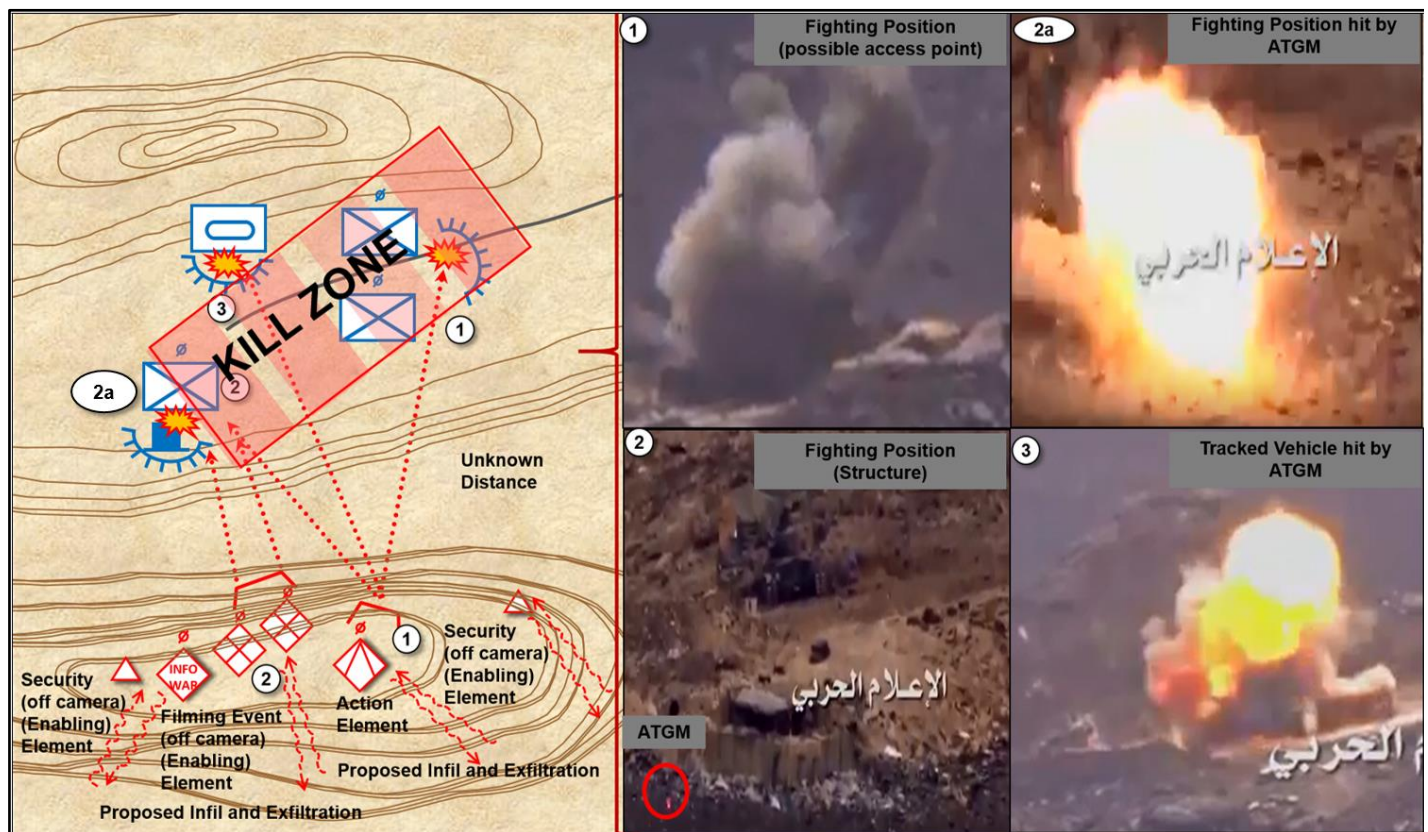 KILL ZONE
3
1
2a
2
Unknown
Distance
Security
(off camera)
(Enabling)
Element
INFO
WAR
2
Filming Event
(off camera)
(Enabling)
Element
Action
Element
1
Security
(off camera)
(Enabling)
Element
Proposed Infil and Exfiltration
Proposed Infil and Exfiltration
1
Fighting Position
(possible access point)
2a
Fighting Position hit by
ATGM
الإعلام الحربي
2
Fighting Position
(Structure)
الإعلام الحربي
ATGM
3
Tracked Vehicle hit by
ATGM
الحربي